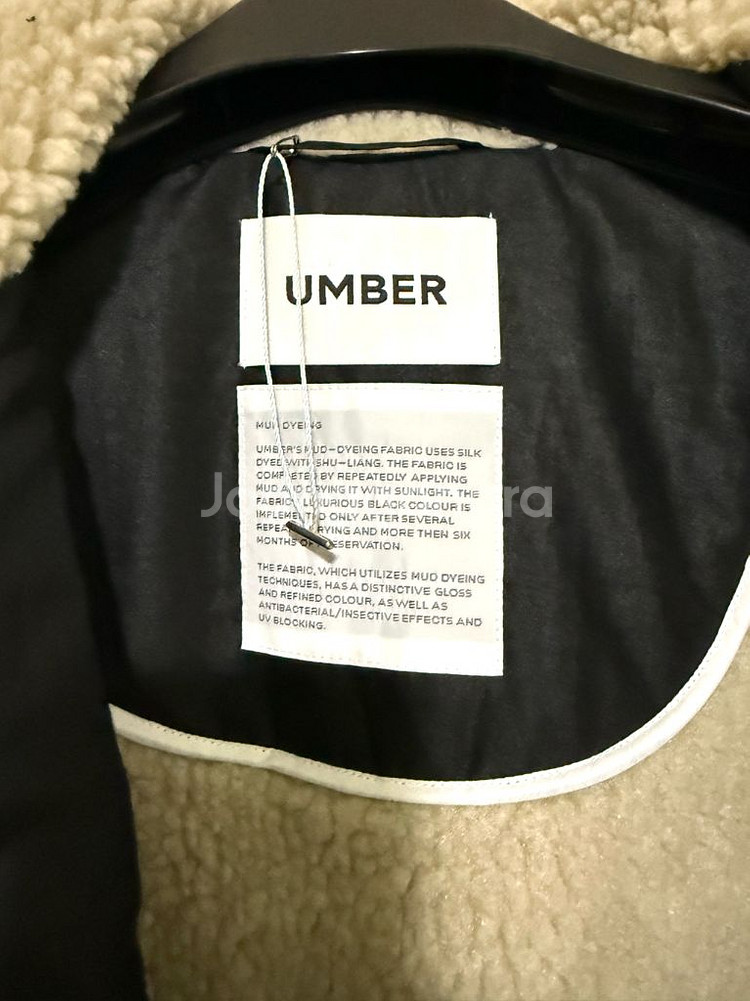 UMBER
MUD DYEING
UMBER'S MUD-DYEING FABRIC USES SILK
DYED WITH SHU-LIANG. THE FABRIC IS
COMPLETE BY REPEATEDLY APPLYING
MUD AND DRYING IT WITH SUNLIGHT. THE
FABRIC LUXURIOUS BLACK COLOUR IS
IMPLEMENTED ONLY AFTER SEVERAL
DRYING AND MORE THEN SIX
MONTHS OF
THE FABRIC, WHICH UTILIZES MUD DYEING
TECHNIQUES, HAS A DISTINCTIVE GLOSS
AND REFINED COLOUR, AS WELL AS
ANTIBACTERIAL/INSECTIVE EFFECTS AND
UV BLOCKING.